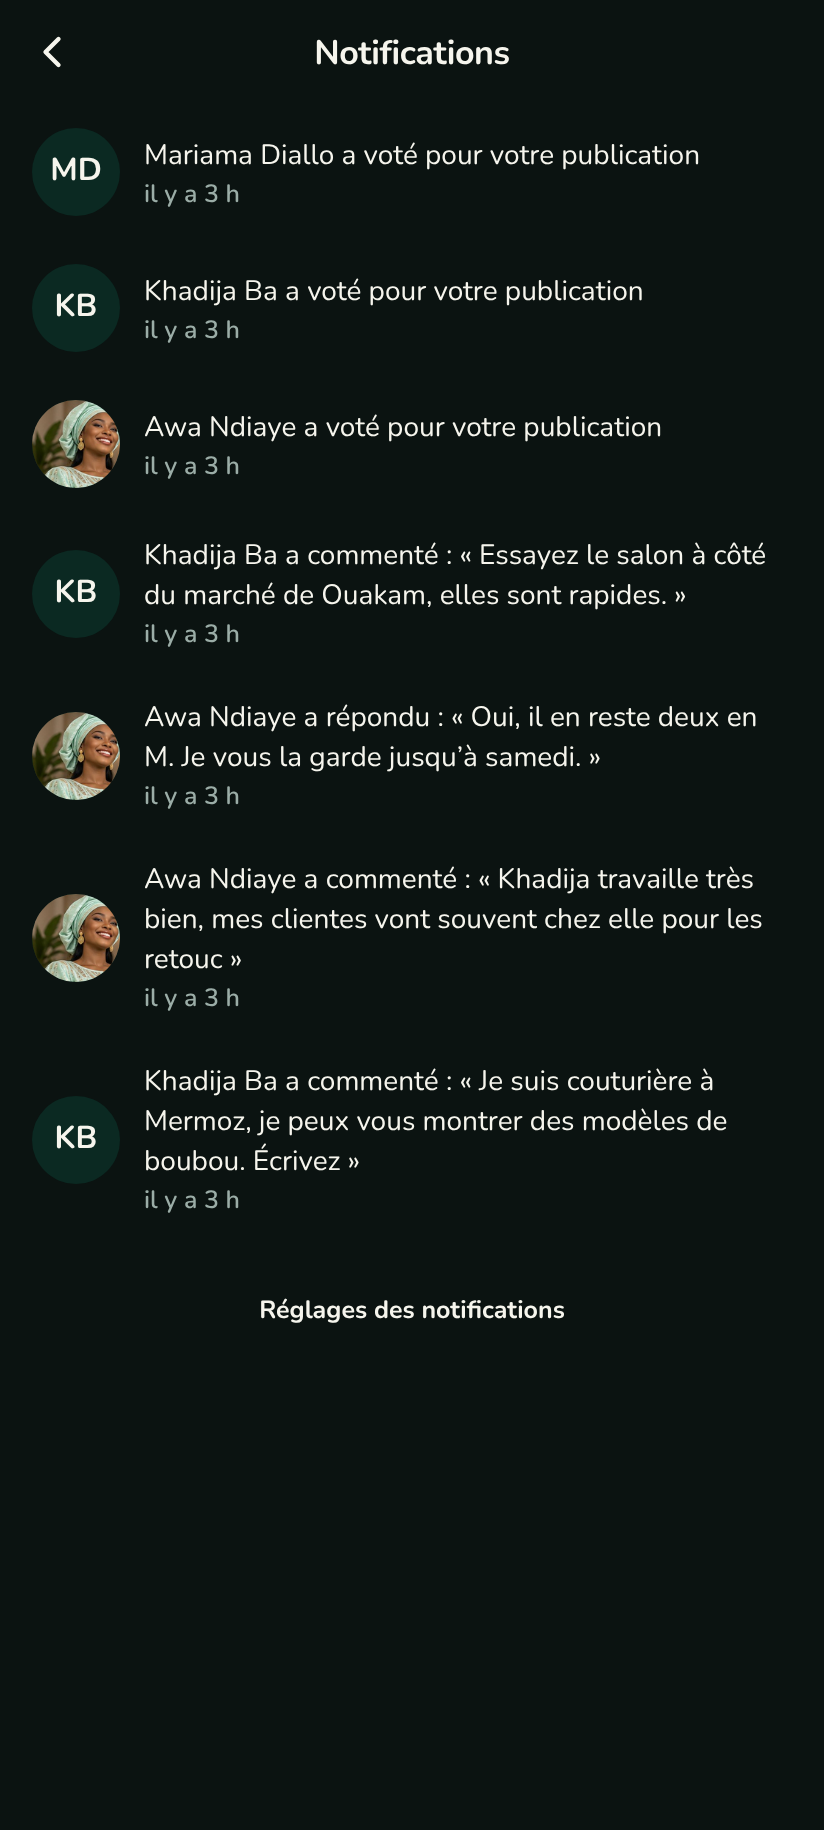 Notifications
MD
Mariama Diallo a voté pour votre publication
il y a 3 h
KB
Khadija Ba a voté pour votre publication
il y a 3 h
Awa Ndiaye a voté pour votre publication
il y a 3 h
KB
Khadija Ba a commenté : « Essayez le salon à côté
du marché de Ouakam, elles sont rapides. »
il y a 3 h
Awa Ndiaye a répondu : « Oui, il en reste deux en
M. Je vous la garde jusqu’à samedi. »
il y a 3 h
Awa Ndiaye a commenté : « Khadija travaille très
bien, mes clientes vont souvent chez elle pour les
retouc »
il y a 3 h
KB
Khadija Ba a commenté : « Je suis couturière à
Mermoz, je peux vous montrer des modèles de
boubou. Écrivez »
il y a 3 h
Réglages des notifications